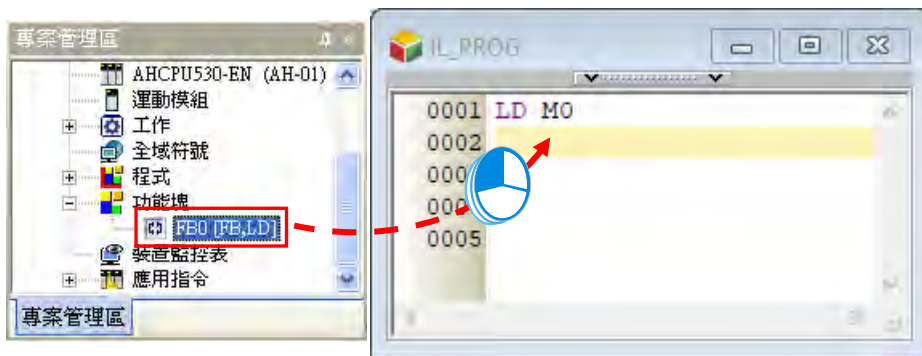 專案管理區
AHCPU530-EN (AH-01)
運動模組
工作
全域符號
程式
功能塊
FB0 [FB,LD]
裝置監控表
應用指令
專案管理區
IL_PROG
0001 LD M0
0002
000
000
0005